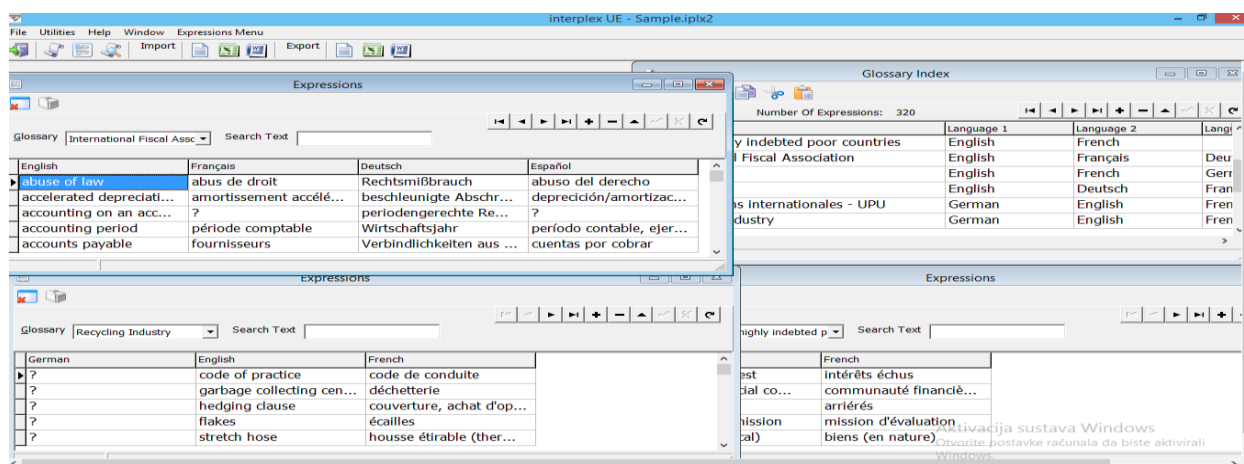 interplex UE - Sample.iplx2
File Utilities Help Window Expressions Menu
Import Export
Expressions
Glossary International Fiscal Assc Search Text
English Français Deutsch Español
abuse of law abus de droit Rechtsmißbrauch abuso del derecho
accelerated depreciati... amortissement accélé... beschleunigte Abschr... deprecición/amortizac...
accounting on an acc... ? periodengerechte Re... ?
accounting period période comptable Wirtschaftsjahr período contable, ejer...
accounts payable fournisseurs Verbindlichkeiten aus ... cuentas por cobrar
Glossary Index
Number Of Expressions: 320
Language 1 Language 2 Langu
y indebted poor countries English French
l Fiscal Association English Français Deu
English French Gerr
English Deutsch Fran
ns internationales - UPU German English Fren
dustry German English Fren
Expressions
Glossary Recycling Industry Search Text
German English French
? code of practice code de conduite
? garbage collecting cen... déchetterie
? hedging clause couverture, achat d'op...
? flakes écailles
? stretch hose housse étirable (ther...
Expressions
highly indebted p Search Text
French
est intérêts échus
cial co... communauté financiè...
arriérés
mission mission d'évaluation
cal) biens (en nature)
Aktivacija sustava Windows
Otvorite postavke računala da biste aktivirali
Windows.